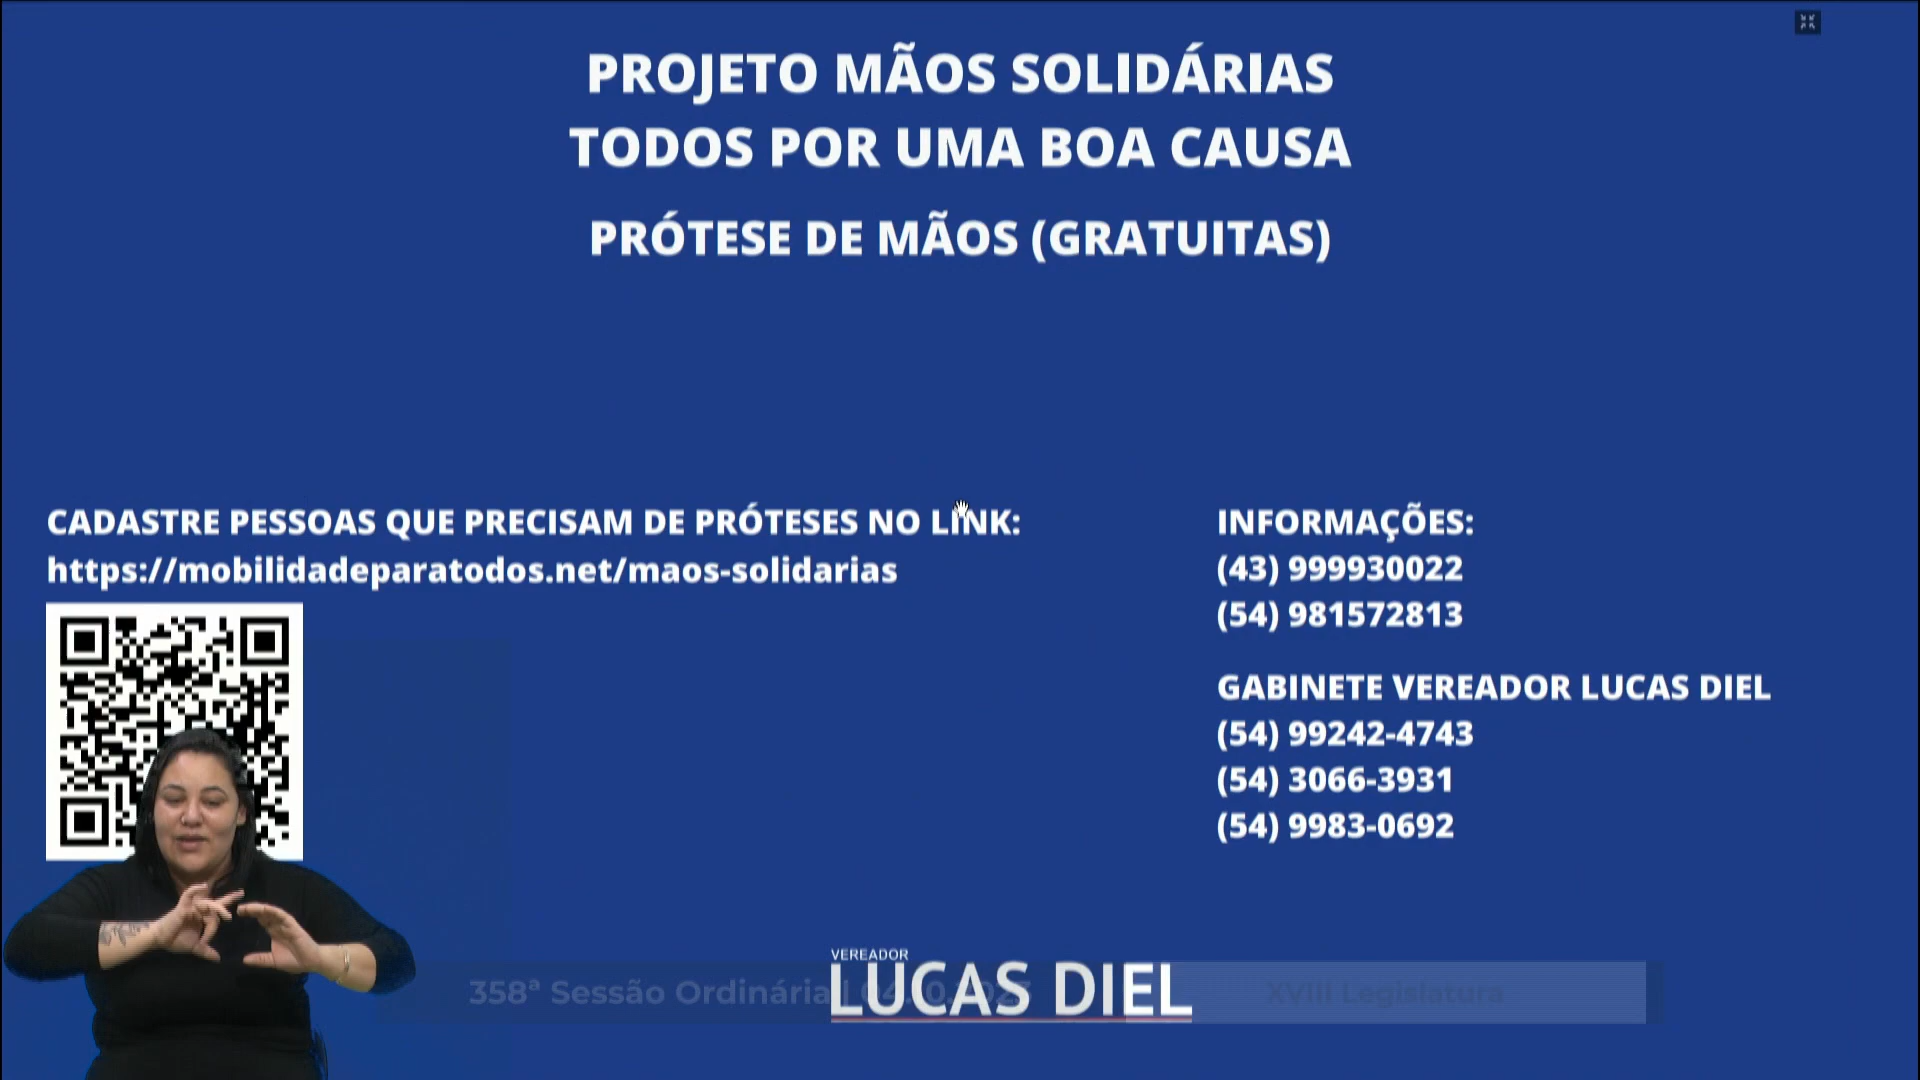 PROJETO MÃOS SOLIDÁRIAS
TODOS POR UMA BOA CAUSA
PRÓTESE DE MÃOS (GRATUITAS)
CADASTRE PESSOAS QUE PRECISAM DE PRÓTESES NO LINK:
https://mobilidadeparatodos.net/maos-solidarias
INFORMAÇÕES:
(43) 999930022
(54) 981572813
GABINETE VEREADOR LUCAS DIEL
(54) 99242-4743
(54) 3066-3931
(54) 9983-0692
VEREADOR
LUCAS DIEL
358ª Sessão Ordinária
XVIII Legislatura